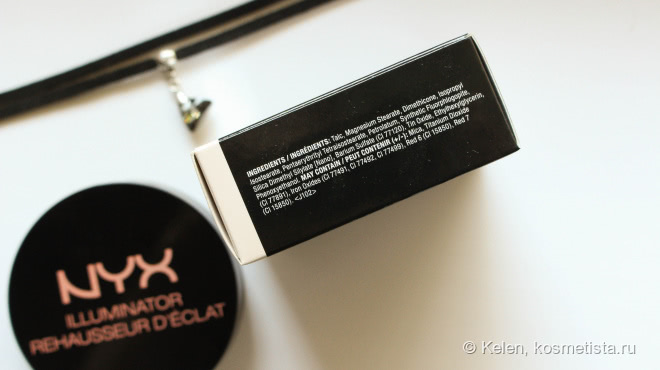 INGREDIENTS / INGRÉDIENTS: Talc, Magnesium Stearate, Dimethicone, Isopropyl
Isostearate, Pentaerythrityl Tetraisostearate, Petrolatum, Synthetic Fluorphlogopite,
Silica Dimethyl Silylate [Nano], Barium Sulfate (CI 77120), Tin Oxide, Ethylhexylglycerin,
Phenoxyethanol. MAY CONTAIN / PEUT CONTENIR (+/-): Mica, Titanium Dioxide
(CI 77891), Iron Oxides (CI 77491, CI 77492, CI 77499), Red 6 (CI 15850), Red 7
(CI 15850). <J102>
NYX
ILLUMINATOR
REHAUSSEUR D'ÉCLAT
© Kelen, kosmetista.ru